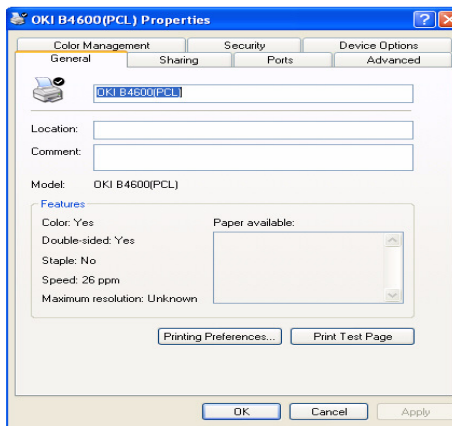 OKI B4600(PCL) Properties
Color Management Security Device Options
General Sharing Ports Advanced
OKI B4600(PCL)
Location:
Comment:
Model: OKI B4600(PCL)
Features
Color: Yes Paper available:
Double-sided: Yes
Staple: No
Speed: 26 ppm
Maximum resolution: Unknown
Printing Preferences... Print Test Page
OK Cancel Apply